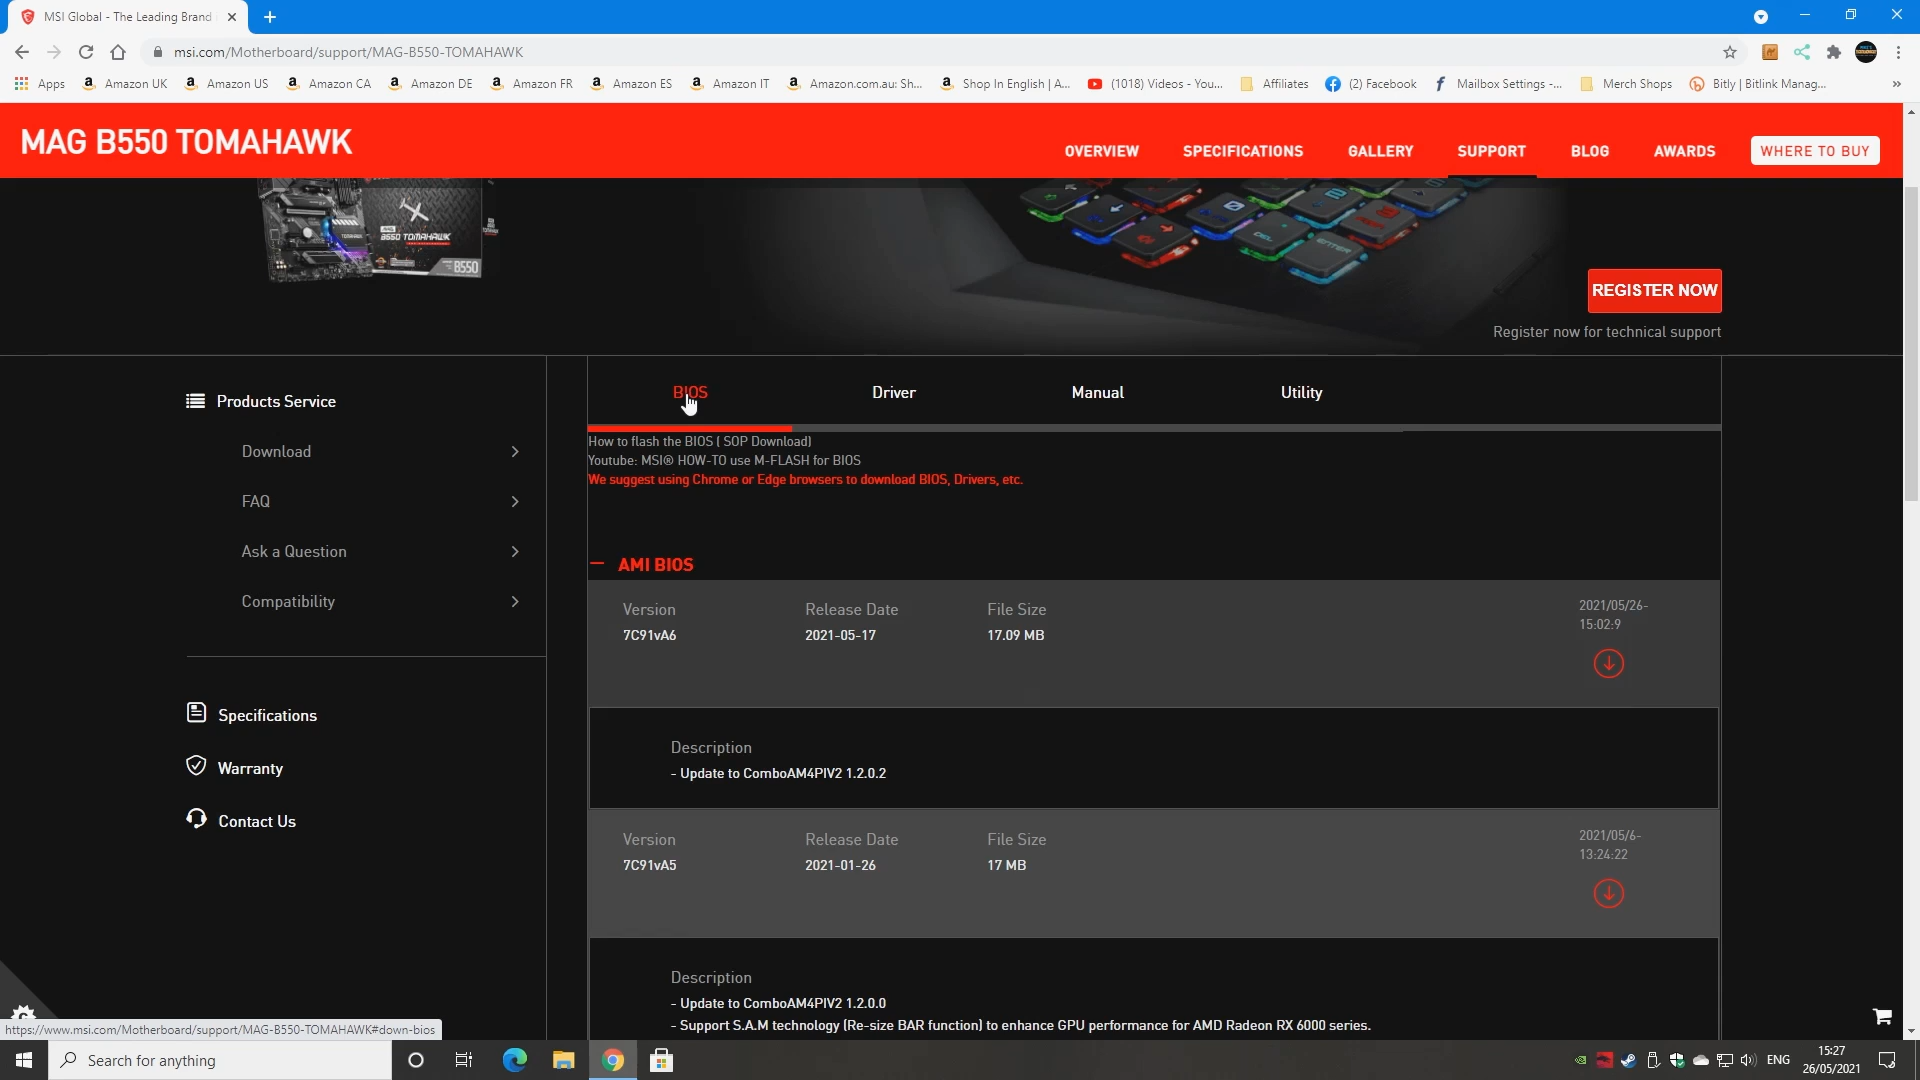 MSI Global - The Leading Brand
msi.com/Motherboard/support/MAG-B550-TOMAHAWK
Apps
Amazon UK
Amazon US
Amazon CA
Amazon DE
Amazon FR
Amazon ES
Amazon IT
Amazon.com.au: Sh...
Shop In English | A...
(1018) Videos - You...
Affiliates
(2) Facebook
Mailbox Settings -...
Merch Shops
Bitly | Bitlink Manag...
»
MAG B550 TOMAHAWK
OVERVIEW
SPECIFICATIONS
GALLERY
SUPPORT
BLOG
AWARDS
WHERE TO BUY
MAG
B550 TOMAHAWK
B550
DEL
ENTER
REGISTER NOW
Register now for technical support
Products Service
Download
FAQ
Ask a Question
Compatibility
Specifications
Warranty
Contact Us
BIOS
Driver
Manual
Utility
How to flash the BIOS ( SOP Download)
Youtube: MSI® HOW-TO use M-FLASH for BIOS
We suggest using Chrome or Edge browsers to download BIOS, Drivers, etc.
AMI BIOS
Version
Release Date
File Size
2021/05/26-
15:02:9
7C91vA6
2021-05-17
17.09 MB
Description
- Update to ComboAM4PIV2 1.2.0.2
Version
Release Date
File Size
2021/05/6-
13:24:22
7C91vA5
2021-01-26
17 MB
Description
- Update to ComboAM4PIV2 1.2.0.0
- Support S.A.M technology (Re-size BAR function) to enhance GPU performance for AMD Radeon RX 6000 series.
https://www.msi.com/Motherboard/support/MAG-B550-TOMAHAWK#down-bios
Search for anything
ENG
15:27
26/05/2021